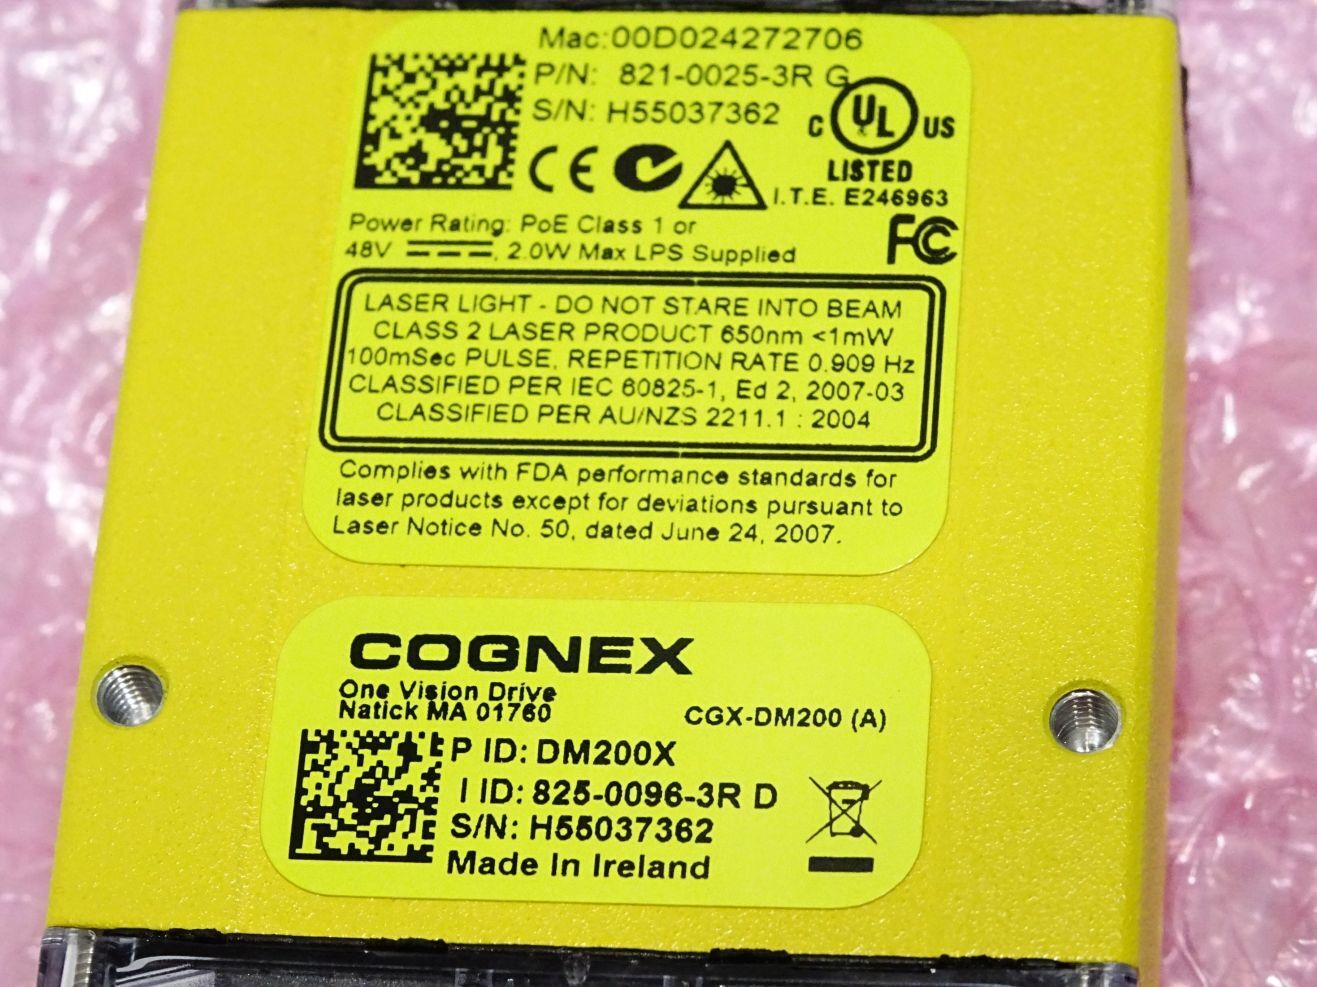 Mac:00D024272706
P/N: 821-0025-3R G
S/N: H55037362
C UL US
LISTED
I.T.E. E246963
CE
FC
Power Rating: PoE Class 1 or
48V, 2.0W Max LPS Supplied
LASER LIGHT - DO NOT STARE INTO BEAM
CLASS 2 LASER PRODUCT 650nm <1mW
100mSec PULSE, REPETITION RATE 0.909 Hz
CLASSIFIED PER IEC 60825-1, Ed 2, 2007-03
CLASSIFIED PER AU/NZS 2211.1 : 2004
Complies with FDA performance standards for
laser products except for deviations pursuant to
Laser Notice No. 50, dated June 24, 2007.
COGNEX
One Vision Drive
Natick MA 01760
CGX-DM200 (A)
P ID: DM200X
I ID: 825-0096-3R D
S/N: H55037362
Made In Ireland